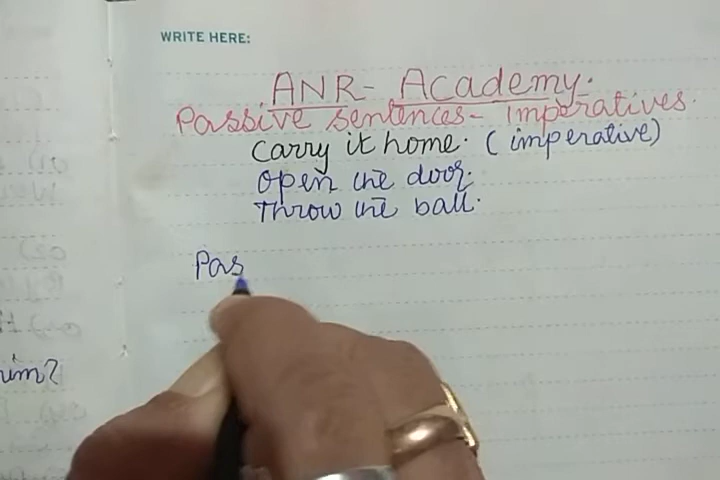 WRITE HERE:
ANR- Academy.
Passive sentences- imperatives.
Carry it home. (imperative)
Open the door.
Throw the ball.
Pas